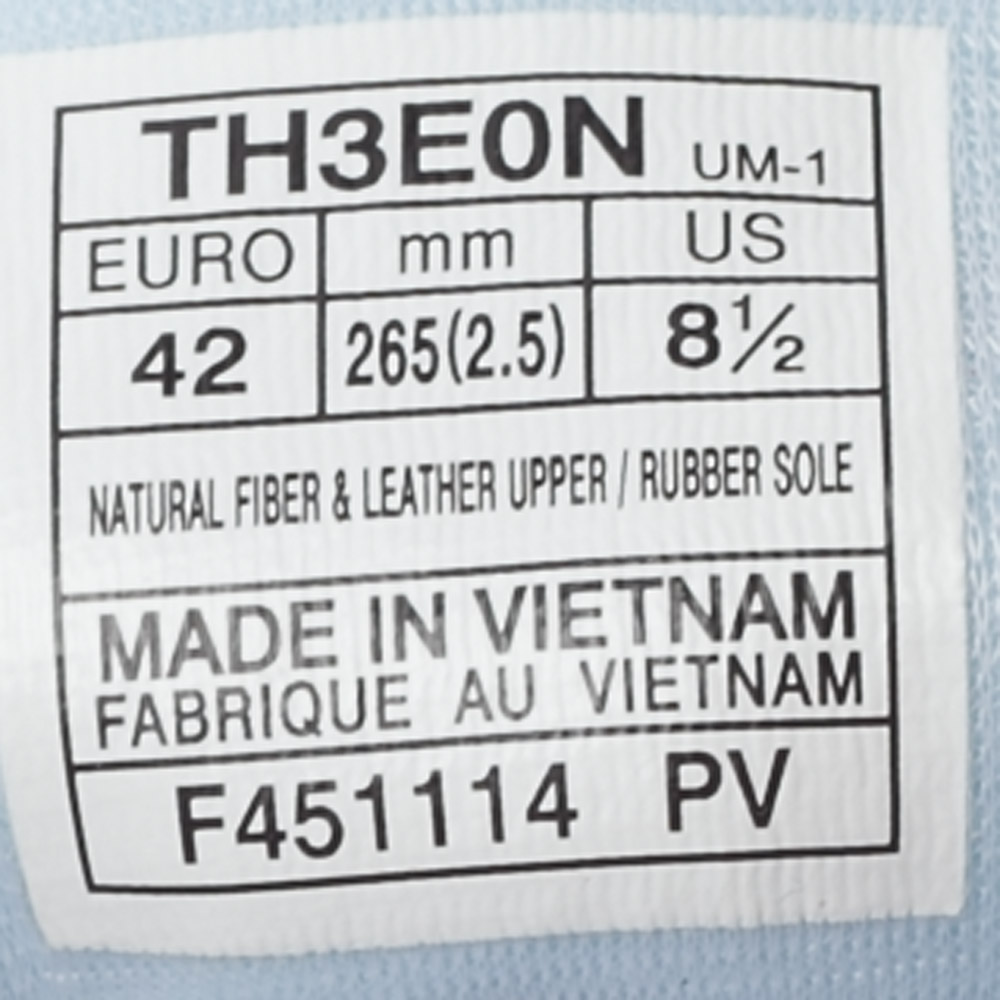 TH3E0N UM-1
EURO mm US
42 265(2.5) 8½
NATURAL FIBER & LEATHER UPPER / RUBBER SOLE
MADE IN VIETNAM
FABRIQUE AU VIETNAM
F451114 PV